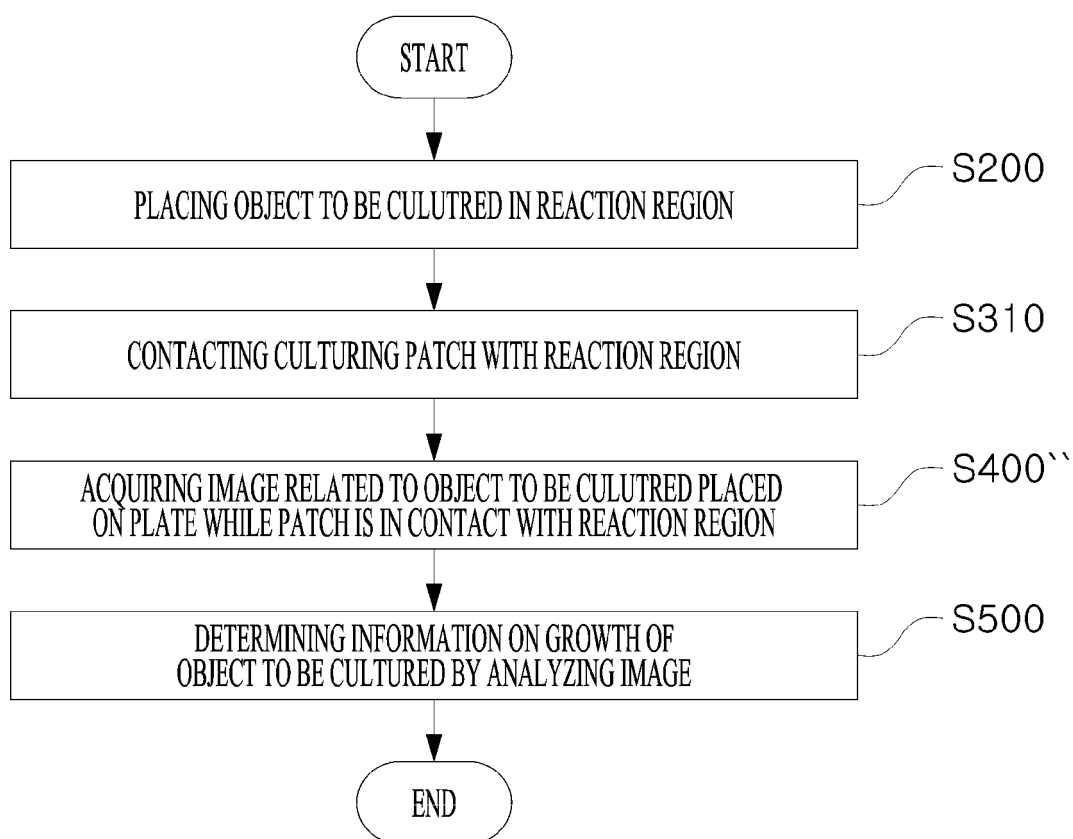 START
PLACING OBJECT TO BE CULUTRED IN REACTION REGION
S200
CONTACTING CULTURING PATCH WITH REACTION REGION
S310
ACQUIRING IMAGE RELATED TO OBJECT TO BE CULUTRED PLACED
ON PLATE WHILE PATCH IS IN CONTACT WITH REACTION REGION
S400``
DETERMINING INFORMATION ON GROWTH OF
OBJECT TO BE CULTURED BY ANALYZING IMAGE
S500
END